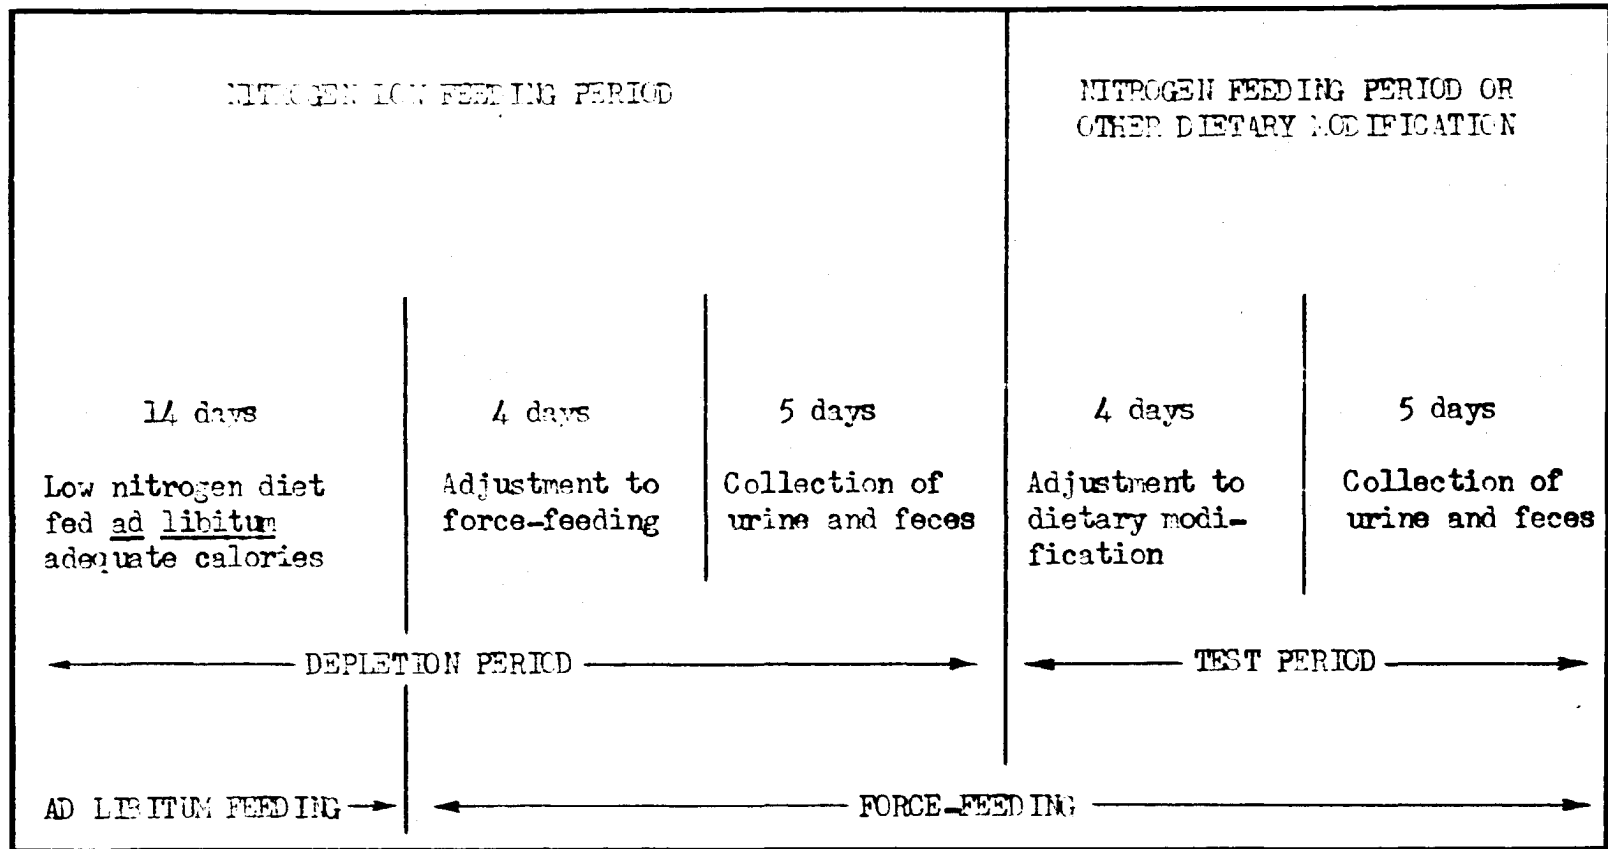 NITROGEN LOW FEEDING PERIOD
NITROGEN FEEDING PERIOD OR
OTHER DIETARY MODIFICATION
14 days
Low nitrogen diet
fed ad libitum
adequate calories
4 days
Adjustment to
force-feeding
5 days
Collection of
urine and feces
4 days
Adjustment to
dietary modi-
fication
5 days
Collection of
urine and feces
DEPLETION PERIOD
TEST PERIOD
AD LIBITUM FEEDING
FORCE-FEEDING